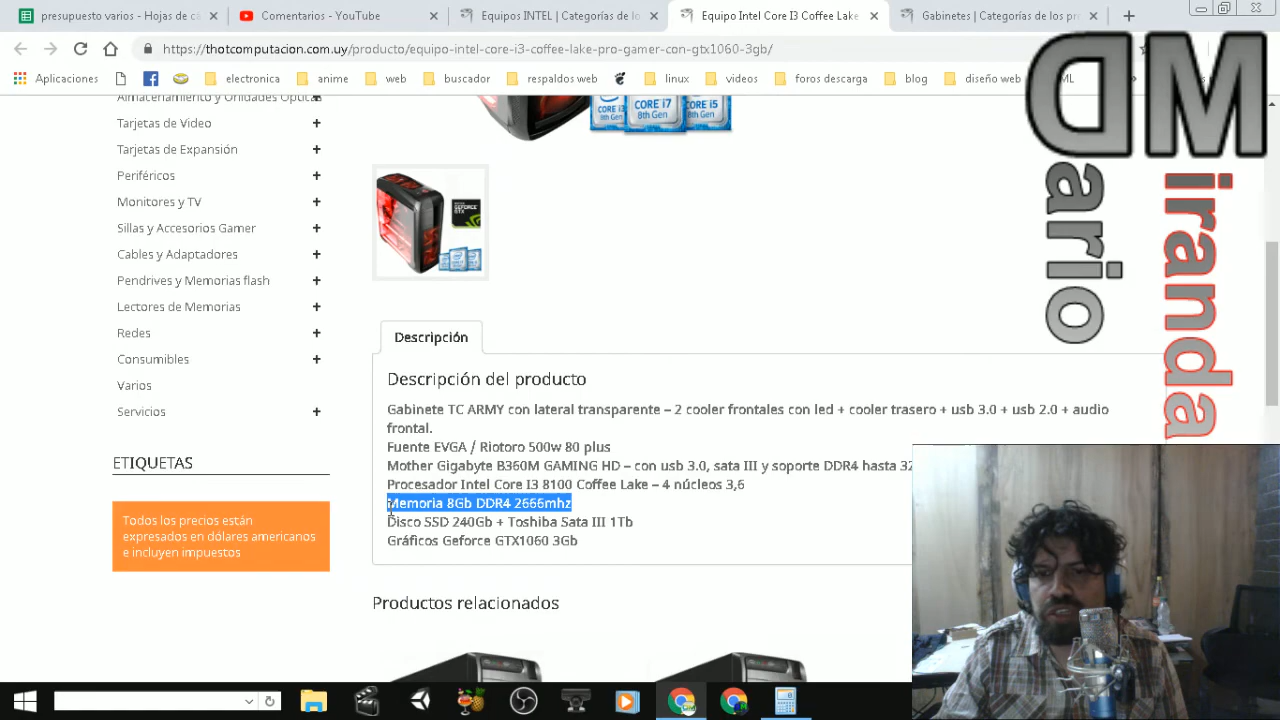 presupuesto varios - Hojas de c
Comentarios - YouTube
Equipos INTEL | Categorías de lo
Equipo Intel Core I3 Coffee Lake
Gabinetes | Categorías de los pr
https://thotcomputacion.com.uy/producto/equipo-intel-core-i3-coffee-lake-pro-gamer-con-gtx1060-3gb/
Aplicaciones
electronica
anime
web
buscador
respaldos web
linux
videos
foros descarga
blog
diseño web
ML
Dario
Miranda
CORE i3
8th Gen
CORE i7
8th Gen
CORE i5
8th Gen
Almacenamiento y Unidades Ópticas
Tarjetas de Video +
Tarjetas de Expansión +
Periféricos +
Monitores y TV +
Sillas y Accesorios Gamer +
Cables y Adaptadores +
Pendrives y Memorias flash +
Lectores de Memorias +
Redes +
Consumibles +
Varios
Servicios +
ETIQUETAS
Todos los precios están
expresados en dólares americanos
e incluyen impuestos
Descripción
Descripción del producto
Gabinete TC ARMY con lateral transparente – 2 cooler frontales con led + cooler trasero + usb 3.0 + usb 2.0 + audio
frontal.
Fuente EVGA / Riotoro 500w 80 plus
Mother Gigabyte B360M GAMING HD – con usb 3.0, sata III y soporte DDR4 hasta 32
Procesador Intel Core I3 8100 Coffee Lake – 4 núcleos 3,6
Memoria 8Gb DDR4 2666mhz
Disco SSD 240Gb + Toshiba Sata III 1Tb
Gráficos Geforce GTX1060 3Gb
Productos relacionados